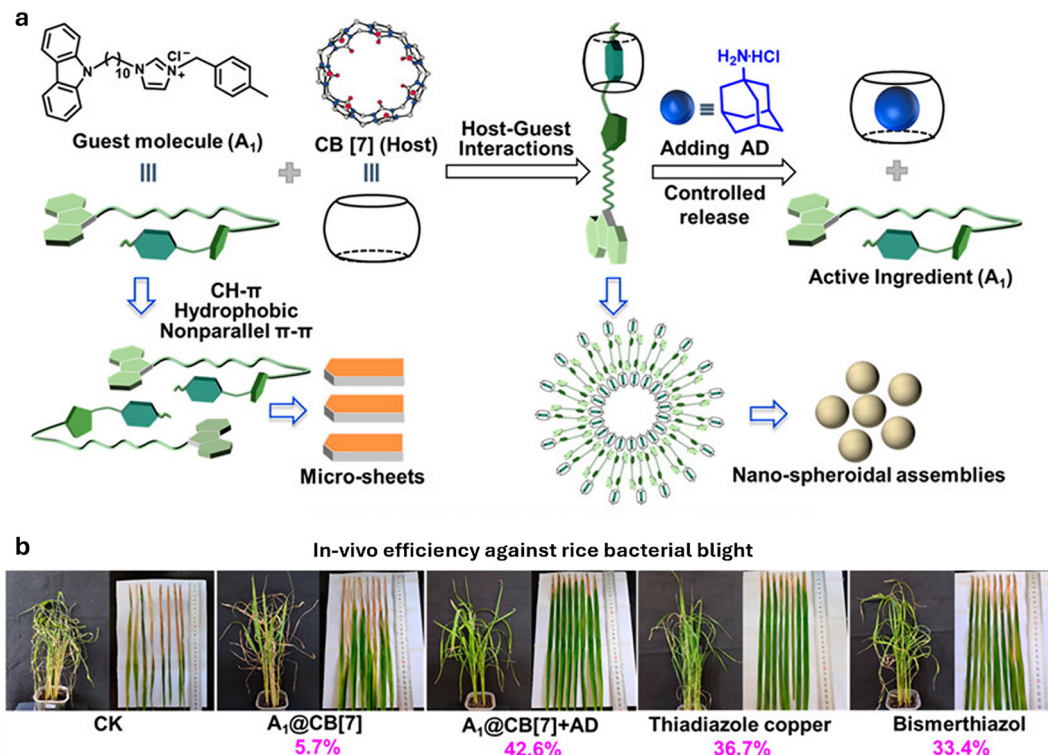 a
N
10
N
N
+
Cl⁻
Guest molecule (A₁)
CB [7] (Host)
Host-Guest
Interactions
H₂N·HCl
Adding AD
Controlled
release
Active Ingredient (A₁)
CH-π
Hydrophobic
Nonparallel π-π
Micro-sheets
Nano-spheroidal assemblies
b
In-vivo efficiency against rice bacterial blight
CK
A₁@CB[7]
5.7%
A₁@CB[7]+AD
42.6%
Thiadiazole copper
36.7%
Bismerthiazol
33.4%